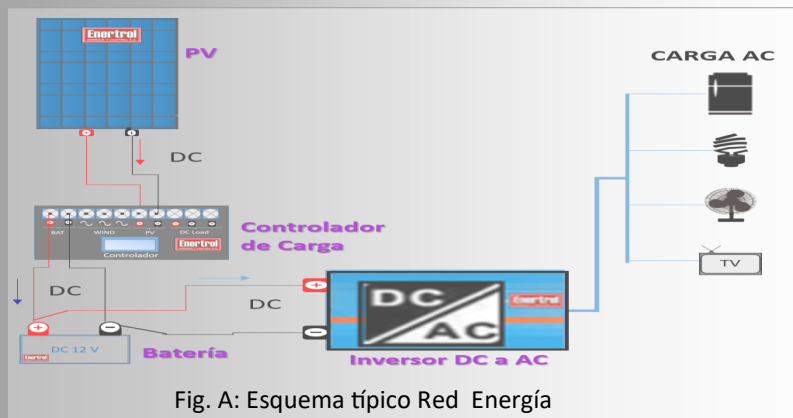 Enertrol
PV
CARGA AC
DC
BAT WIND PV DC Load
Enertrol
Controlador
Controlador
de Carga
DC
DC
+
−
+
−
DC 12 V
Enertrol
Batería
DC
AC
Enertrol
Inversor DC a AC
TV
Fig. A: Esquema típico Red Energía